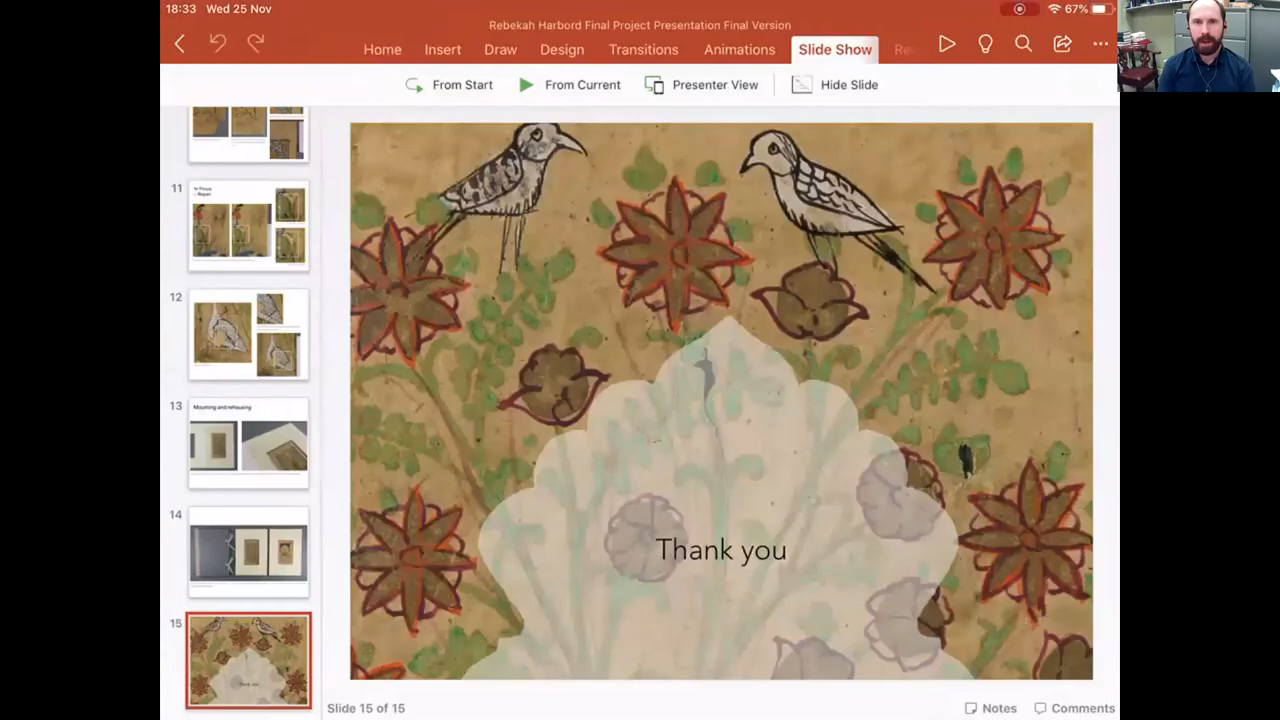 18:33 Wed 25 Nov
67%
Rebekah Harbord Final Project Presentation Final Version
Home Insert Draw Design Transitions Animations Slide Show Re
From Start From Current Presenter View Hide Slide
11
12
13
Mounting and rehousing
14
15
Thank you
Slide 15 of 15
Notes Comments